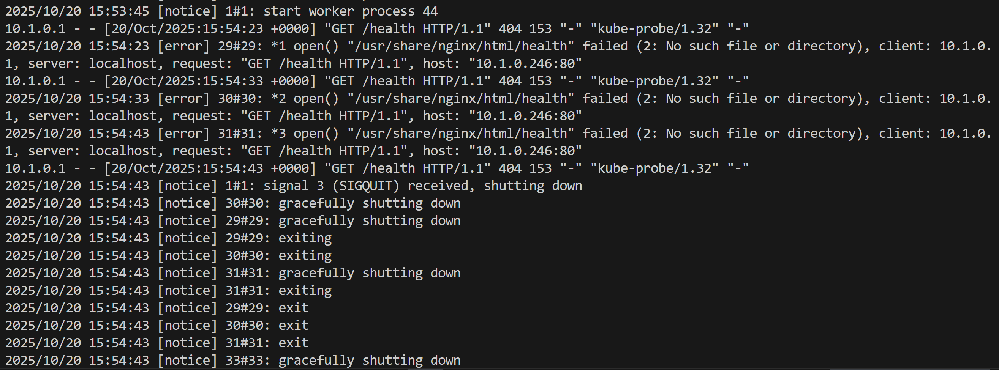 2025/10/20 15:53:45 [notice] 1#1: start worker process 44
10.1.0.1 - - [20/Oct/2025:15:54:23 +0000] "GET /health HTTP/1.1" 404 153 "-" "kube-probe/1.32" "-"
2025/10/20 15:54:23 [error] 29#29: *1 open() "/usr/share/nginx/html/health" failed (2: No such file or directory), client: 10.1.0.
1, server: localhost, request: "GET /health HTTP/1.1", host: "10.1.0.246:80"
10.1.0.1 - - [20/Oct/2025:15:54:33 +0000] "GET /health HTTP/1.1" 404 153 "-" "kube-probe/1.32" "-"
2025/10/20 15:54:33 [error] 30#30: *2 open() "/usr/share/nginx/html/health" failed (2: No such file or directory), client: 10.1.0.
1, server: localhost, request: "GET /health HTTP/1.1", host: "10.1.0.246:80"
2025/10/20 15:54:43 [error] 31#31: *3 open() "/usr/share/nginx/html/health" failed (2: No such file or directory), client: 10.1.0.
1, server: localhost, request: "GET /health HTTP/1.1", host: "10.1.0.246:80"
10.1.0.1 - - [20/Oct/2025:15:54:43 +0000] "GET /health HTTP/1.1" 404 153 "-" "kube-probe/1.32" "-"
2025/10/20 15:54:43 [notice] 1#1: signal 3 (SIGQUIT) received, shutting down
2025/10/20 15:54:43 [notice] 30#30: gracefully shutting down
2025/10/20 15:54:43 [notice] 29#29: gracefully shutting down
2025/10/20 15:54:43 [notice] 29#29: exiting
2025/10/20 15:54:43 [notice] 30#30: exiting
2025/10/20 15:54:43 [notice] 31#31: gracefully shutting down
2025/10/20 15:54:43 [notice] 31#31: exiting
2025/10/20 15:54:43 [notice] 29#29: exit
2025/10/20 15:54:43 [notice] 30#30: exit
2025/10/20 15:54:43 [notice] 31#31: exit
2025/10/20 15:54:43 [notice] 33#33: gracefully shutting down